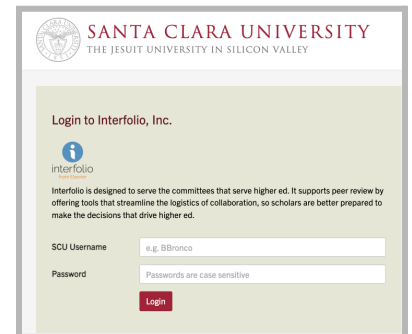 SANTA CLARA UNIVERSITY
THE JESUIT UNIVERSITY IN SILICON VALLEY
Login to Interfolio, Inc.
interfolio
from Elsevier
Interfolio is designed to serve the committees that serve higher ed. It supports peer review by
offering tools that streamline the logistics of collaboration, so scholars are better prepared to
make the decisions that drive higher ed.
SCU Username
e.g. BBronco
Password
Passwords are case sensitive
Login